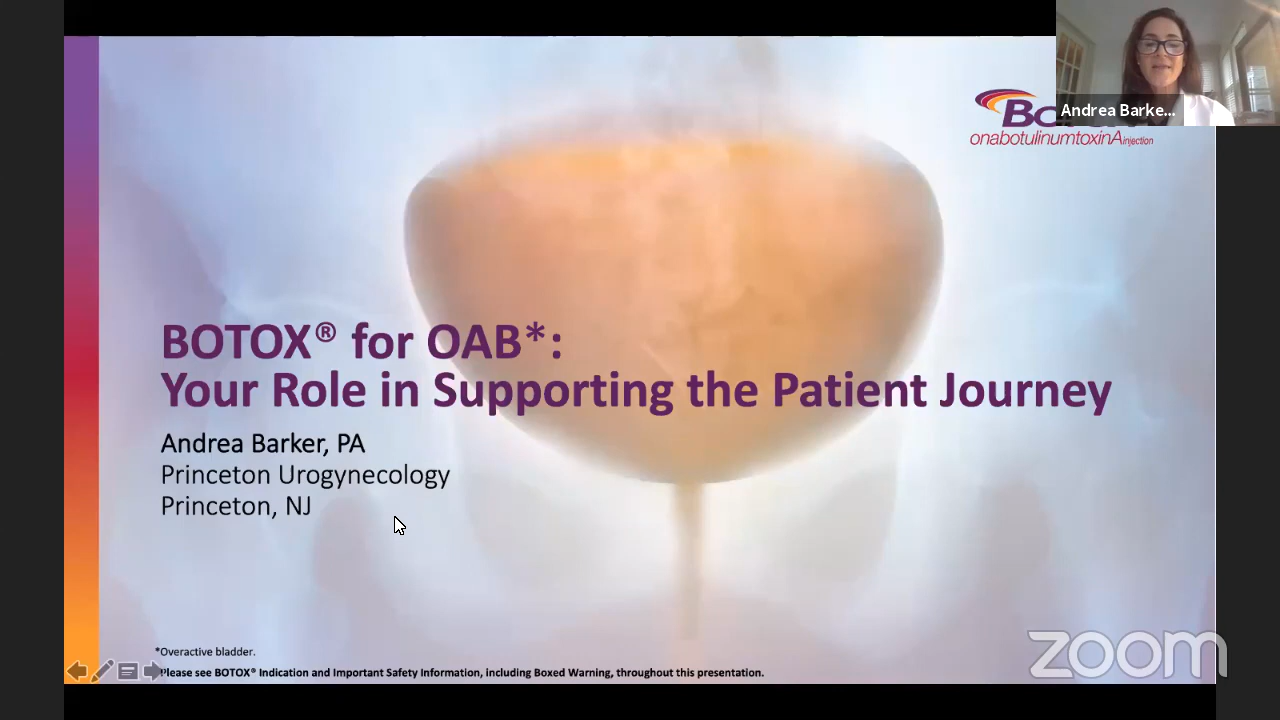 Andrea Barke...
onabotulinumtoxinA injection
BOTOX® for OAB*:
Your Role in Supporting the Patient Journey
Andrea Barker, PA
Princeton Urogynecology
Princeton, NJ
*Overactive bladder.
Please see BOTOX® Indication and Important Safety Information, including Boxed Warning, throughout this presentation.
zoom